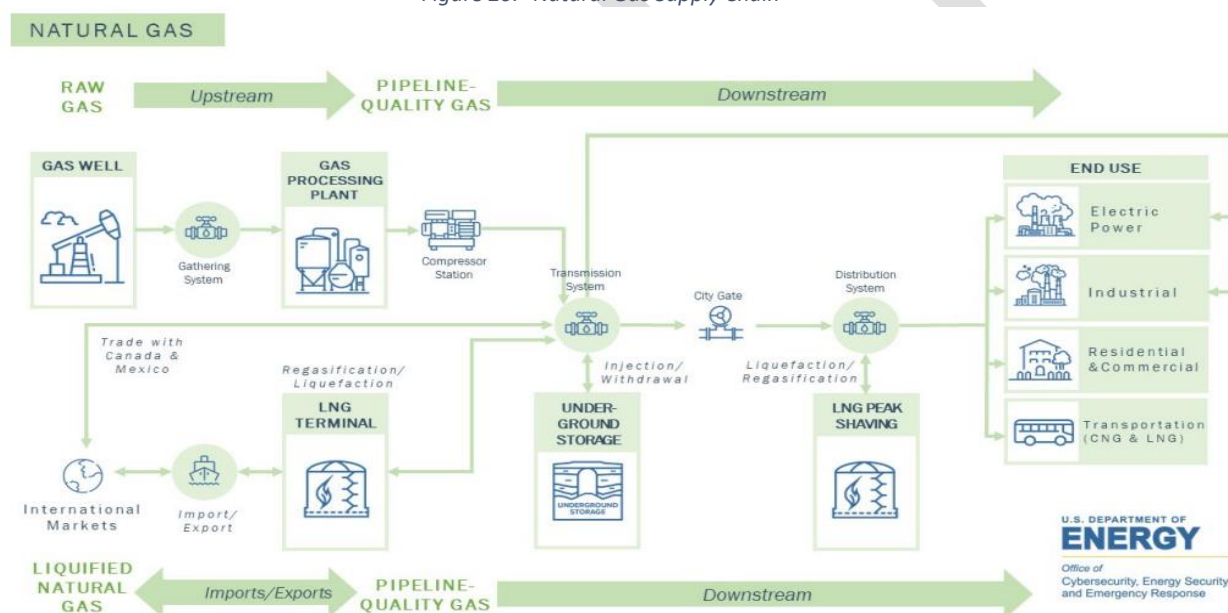 Natural Gas Supply Chain
NATURAL GAS
RAW
GAS
Upstream
PIPELINE-
QUALITY GAS
Downstream
GAS WELL
Gathering
System
GAS
PROCESSING
PLANT
Compressor
Station
Transmission
System
City Gate
Distribution
System
END USE
Electric
Power
Industrial
Residential
& Commercial
Transportation
(CNG & LNG)
Trade with
Canada &
Mexico
Regasification/
Liquefaction
Injection/
Withdrawal
Liquefaction/
Regasification
LNG
TERMINAL
UNDER-
GROUND
STORAGE
UNDERGROUND
STORAGE
LNG PEAK
SHAVING
International
Markets
Import/
Export
LIQUIFIED
NATURAL
GAS
Imports/Exports
PIPELINE-
QUALITY GAS
Downstream
U.S. DEPARTMENT OF
ENERGY
Office of
Cybersecurity, Energy Security
and Emergency Response